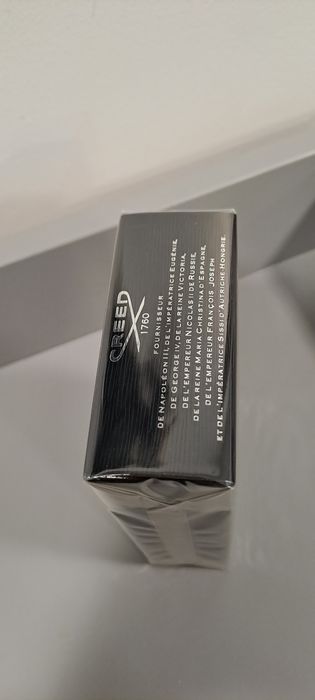 CREED
1760
FOURNISSEUR
DE NAPOLÉON III, DE L'IMPÉRATRICE EUGÉNIE,
DE GEORGE IV, DE LA REINE VICTORIA,
DE L'EMPEREUR NICOLAS II DE RUSSIE,
DE LA REINE MARIA CHRISTINA D'ESPAGNE,
DE L'EMPEREUR FRANÇOIS JOSEPH
ET DE L'IMPÉRATRICE SISSI D'AUTRICHE HONGRIE.